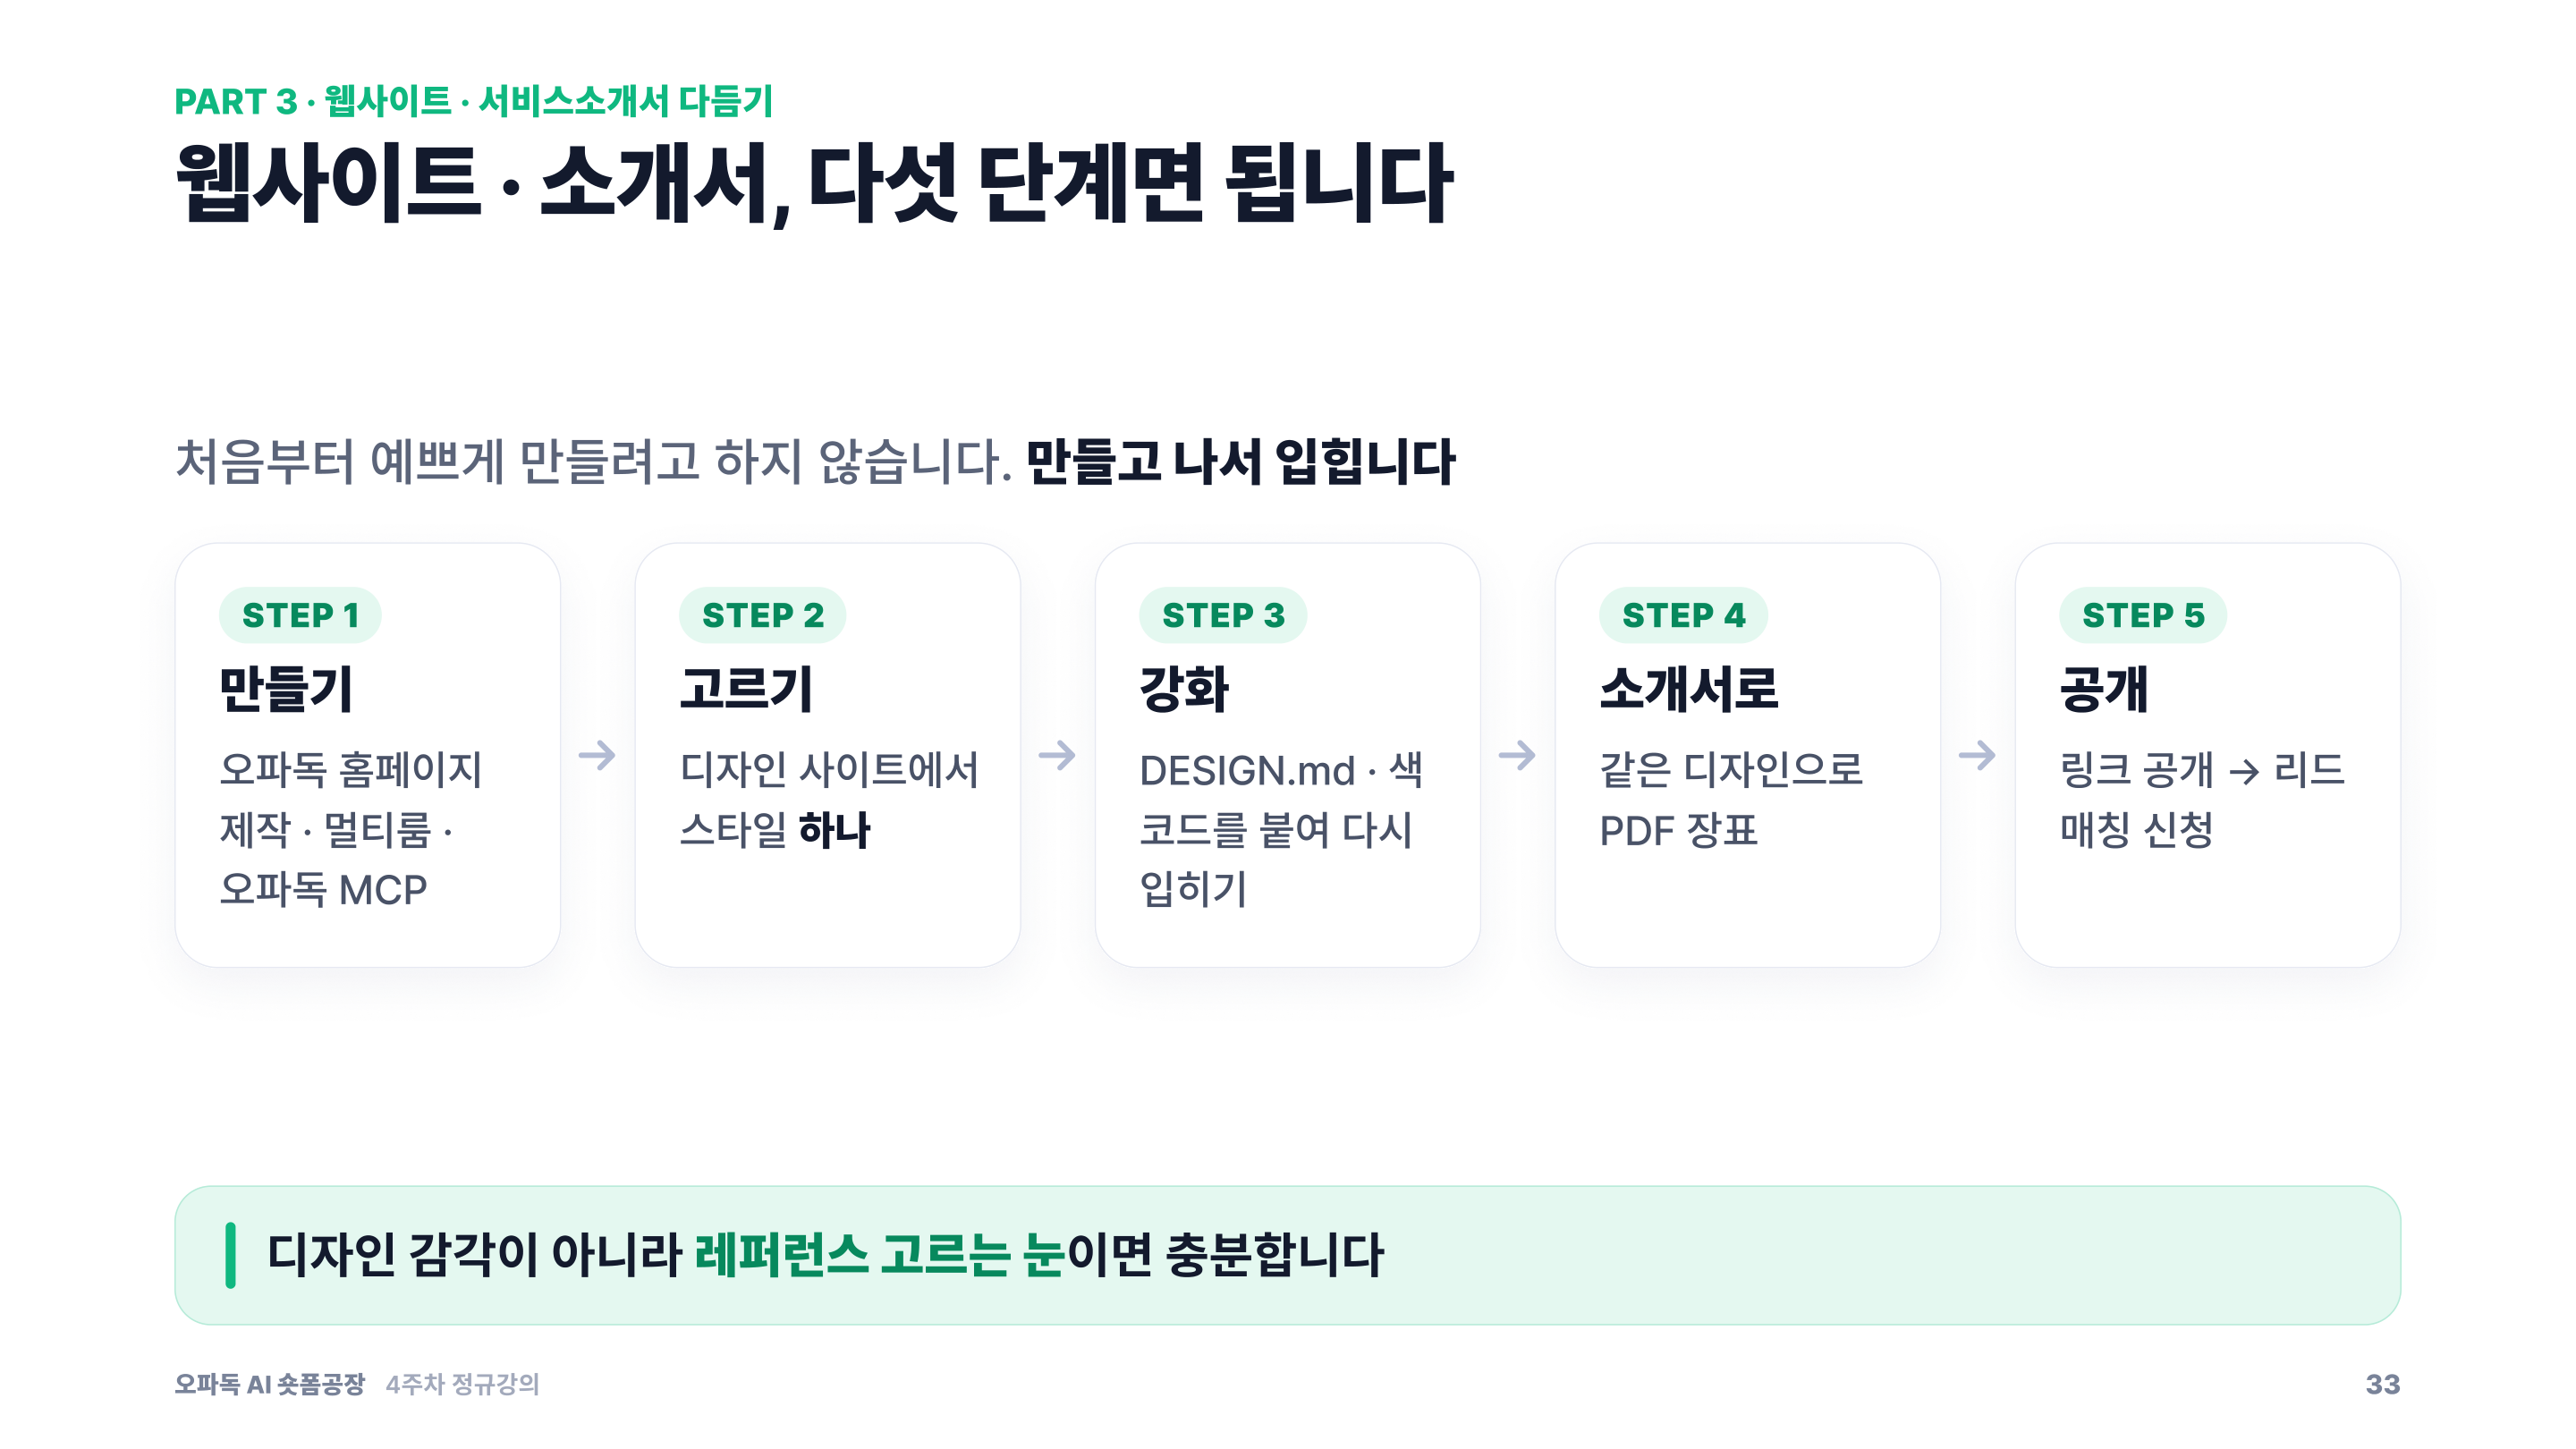 PART 3 · 웹사이트 · 서비스소개서 다듬기
웹사이트 · 소개서, 다섯 단계면 됩니다
처음부터 예쁘게 만들려고 하지 않습니다. 만들고 나서 입힙니다
STEP 1
만들기
오파독 홈페이지
제작 · 멀티룸 ·
오파독 MCP
→
STEP 2
고르기
디자인 사이트에서
스타일 하나
→
STEP 3
강화
DESIGN.md · 색
코드를 붙여 다시
입히기
→
STEP 4
소개서로
같은 디자인으로
PDF 장표
→
STEP 5
공개
링크 공개 → 리드
매칭 신청
디자인 감각이 아니라 레퍼런스 고르는 눈이면 충분합니다
오파독 AI 숏폼공장 4주차 정규강의
33